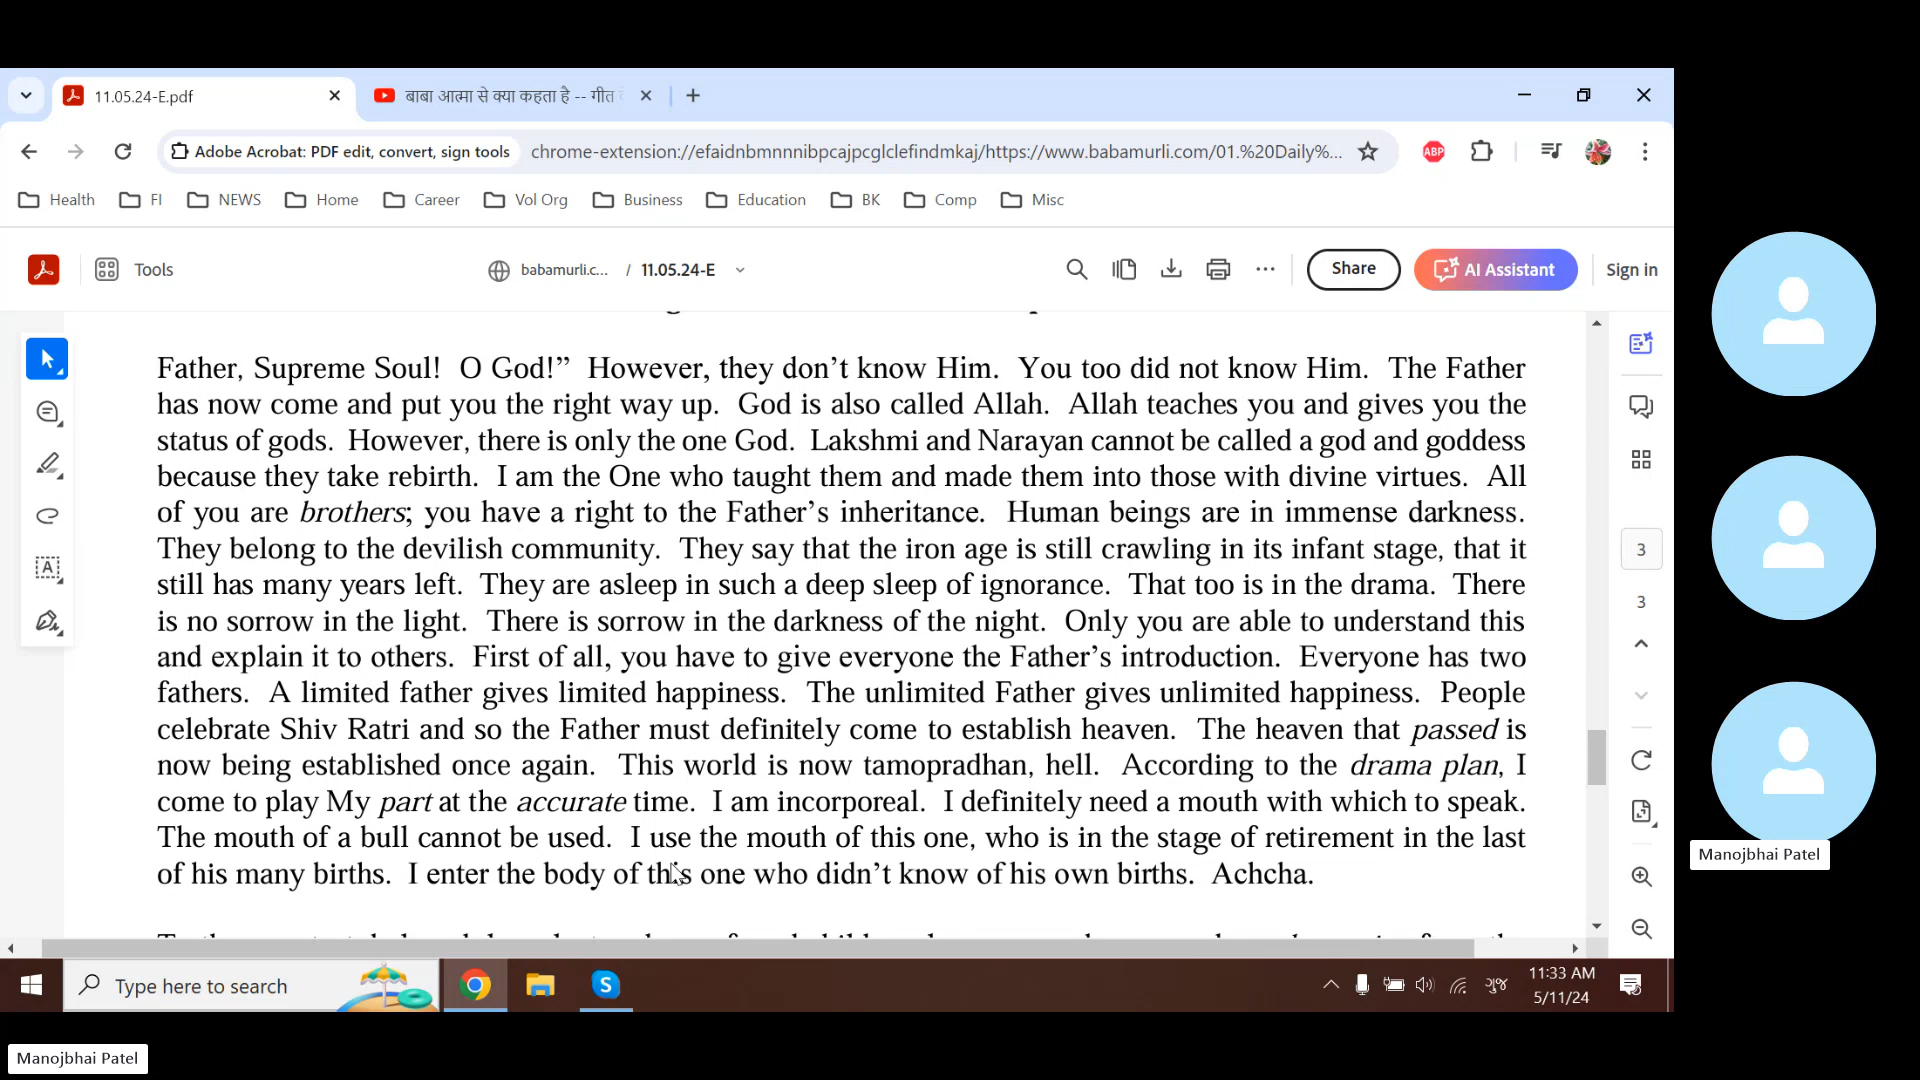 11.05.24-E.pdf
बाबा आत्मा से क्या कहता है -- गीत
Adobe Acrobat: PDF edit, convert, sign tools
chrome-extension://efaidnbmnnnibpcajpcglclefindmkaj/https://www.babamurli.com/01.%20Daily%...
ABP
Health FI NEWS Home Career Vol Org Business Education BK Comp Misc
Tools
babamurli.c... / 11.05.24-E
Share
AI Assistant
Sign in
Father, Supreme Soul! O God!” However, they don’t know Him. You too did not know Him. The Father
has now come and put you the right way up. God is also called Allah. Allah teaches you and gives you the
status of gods. However, there is only the one God. Lakshmi and Narayan cannot be called a god and goddess
because they take rebirth. I am the One who taught them and made them into those with divine virtues. All
of you are brothers; you have a right to the Father’s inheritance. Human beings are in immense darkness.
They belong to the devilish community. They say that the iron age is still crawling in its infant stage, that it
still has many years left. They are asleep in such a deep sleep of ignorance. That too is in the drama. There
is no sorrow in the light. There is sorrow in the darkness of the night. Only you are able to understand this
and explain it to others. First of all, you have to give everyone the Father’s introduction. Everyone has two
fathers. A limited father gives limited happiness. The unlimited Father gives unlimited happiness. People
celebrate Shiv Ratri and so the Father must definitely come to establish heaven. The heaven that passed is
now being established once again. This world is now tamopradhan, hell. According to the drama plan, I
come to play My part at the accurate time. I am incorporeal. I definitely need a mouth with which to speak.
The mouth of a bull cannot be used. I use the mouth of this one, who is in the stage of retirement in the last
of his many births. I enter the body of this one who didn’t know of his own births. Achcha.
3
3
Type here to search
ગુજ
11:33 AM
5/11/24
Manojbhai Patel
Manojbhai Patel